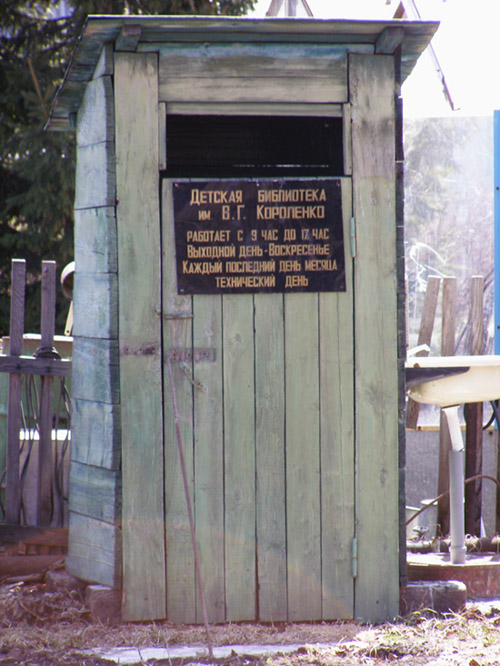 Детская библиотека
им В.Г. Короленко
работает с 9 час до 17 час
Выходной день-Воскресенье
Каждый последний день месяца
технический день